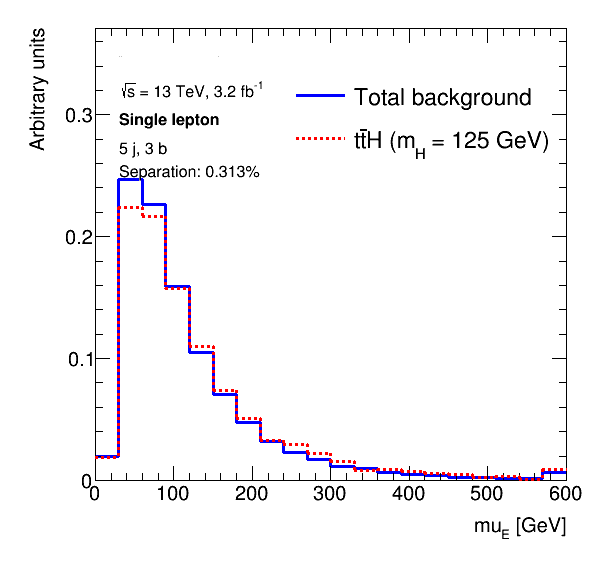 Arbitrary units
√s = 13 TeV, 3.2 fb⁻¹
Single lepton
5 j, 3 b
Separation: 0.313%
Total background
tt̄H (m_H = 125 GeV)
0.3
0.2
0.1
0
0 100 200 300 400 500 600
mu_E [GeV]